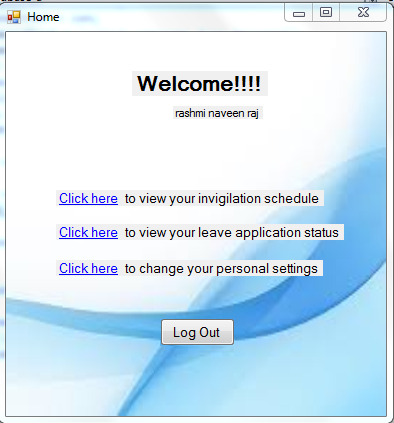 Home
Welcome!!!!
rashmi naveen raj
Click here to view your invigilation schedule
Click here to view your leave application status
Click here to change your personal settings
Log Out